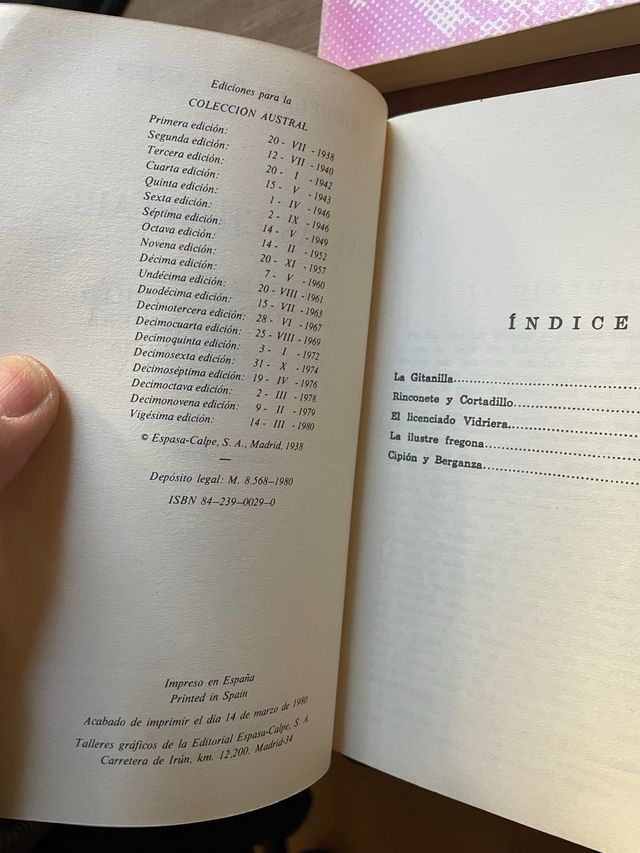 Ediciones para la
COLECCIÓN AUSTRAL
Primera edición: 20 - VII - 1938
Segunda edición: 12 - VII - 1940
Tercera edición: 20 - I - 1942
Cuarta edición: 15 - V - 1943
Quinta edición: 1 - IV - 1946
Sexta edición: 2 - IX - 1946
Séptima edición: 14 - V - 1949
Octava edición: 14 - II - 1952
Novena edición: 20 - XI - 1957
Décima edición: 7 - V - 1960
Undécima edición: 20 - VIII - 1961
Duodécima edición: 15 - VII - 1963
Decimotercera edición: 28 - VI - 1967
Decimocuarta edición: 25 - VIII - 1969
Decimoquinta edición: 3 - I - 1972
Decimosexta edición: 31 - X - 1974
Decimoséptima edición: 19 - IV - 1976
Decimoctava edición: 2 - III - 1978
Decimonovena edición: 9 - II - 1979
Vigésima edición: 14 - III - 1980
© Espasa-Calpe, S. A., Madrid, 1938
Depósito legal: M. 8.568—1980
ISBN 84—239—0029—0
Impreso en España
Printed in Spain
Acabado de imprimir el día 14 de marzo de 1980
Talleres gráficos de la Editorial Espasa-Calpe, S. A.
Carretera de Irún, km. 12,200. Madrid-34
ÍNDICE
La Gitanilla
Rinconete y Cortadillo
El licenciado Vidriera
La ilustre fregona
Cipión y Berganza